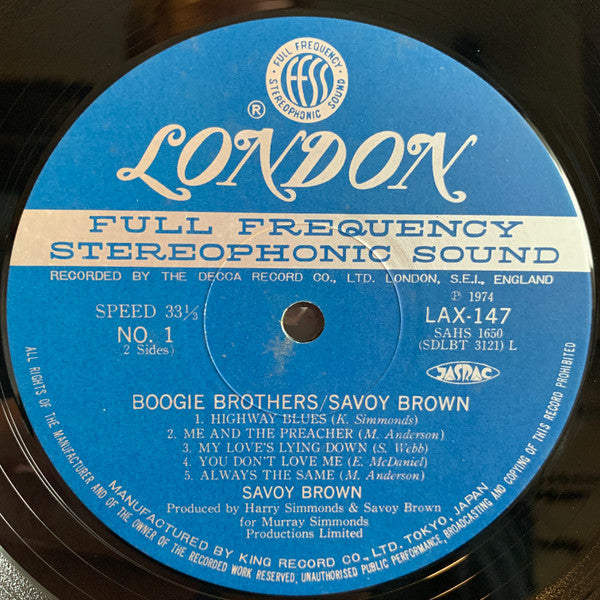 FULL FREQUENCY
STEREOPHONIC SOUND
FFSS
®
LONDON
FULL FREQUENCY
STEREOPHONIC SOUND
RECORDED BY THE DECCA RECORD CO., LTD. LONDON, S.E.I., ENGLAND
SPEED 33⅓
NO. 1
2 Sides)
℗ 1974
LAX-147
SAHS 1650
(SDLBT 3121) L
JASRAC
BOOGIE BROTHERS/SAVOY BROWN
1. HIGHWAY BLUES (K. Simmonds)
2. ME AND THE PREACHER (M. Anderson)
3. MY LOVE'S LYING DOWN (S. Webb)
4. YOU DON'T LOVE ME (E. McDaniel)
5. ALWAYS THE SAME (M. Anderson)
SAVOY BROWN
Produced by Harry Simmonds & Savoy Brown
for Murray Simmonds
Productions Limited
MANUFACTURED BY KING RECORD CO., LTD. TOKYO, JAPAN
ALL RIGHTS OF THE MANUFACTURER AND OF THE OWNER OF THE RECORDED WORK RESERVED, UNAUTHORISED PUBLIC PERFORMANCE, BROADCASTING AND COPYING OF THIS RECORD PROHIBITED